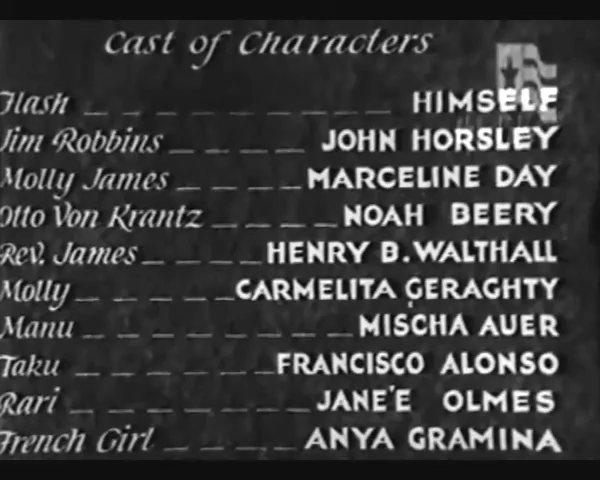 Cast of Characters
Flash _ _ _ _ _ _ _ _ _ _ HIMSELF
Jim Robbins _ _ _ _ JOHN HORSLEY
Molly James _ _ _ _ MARCELINE DAY
Otto Von Krantz _ _ _ _ NOAH BEERY
Rev. James _ _ _ _ HENRY B. WALTHALL
Molly _ _ _ _ _ CARMELITA GERAGHTY
Manu _ _ _ _ _ _ _ _ MISCHA AUER
Taku _ _ _ _ _ _ FRANCISCO ALONSO
Rari _ _ _ _ _ _ _ JANE'E OLMES
French Girl _ _ _ _ ANYA GRAMINA